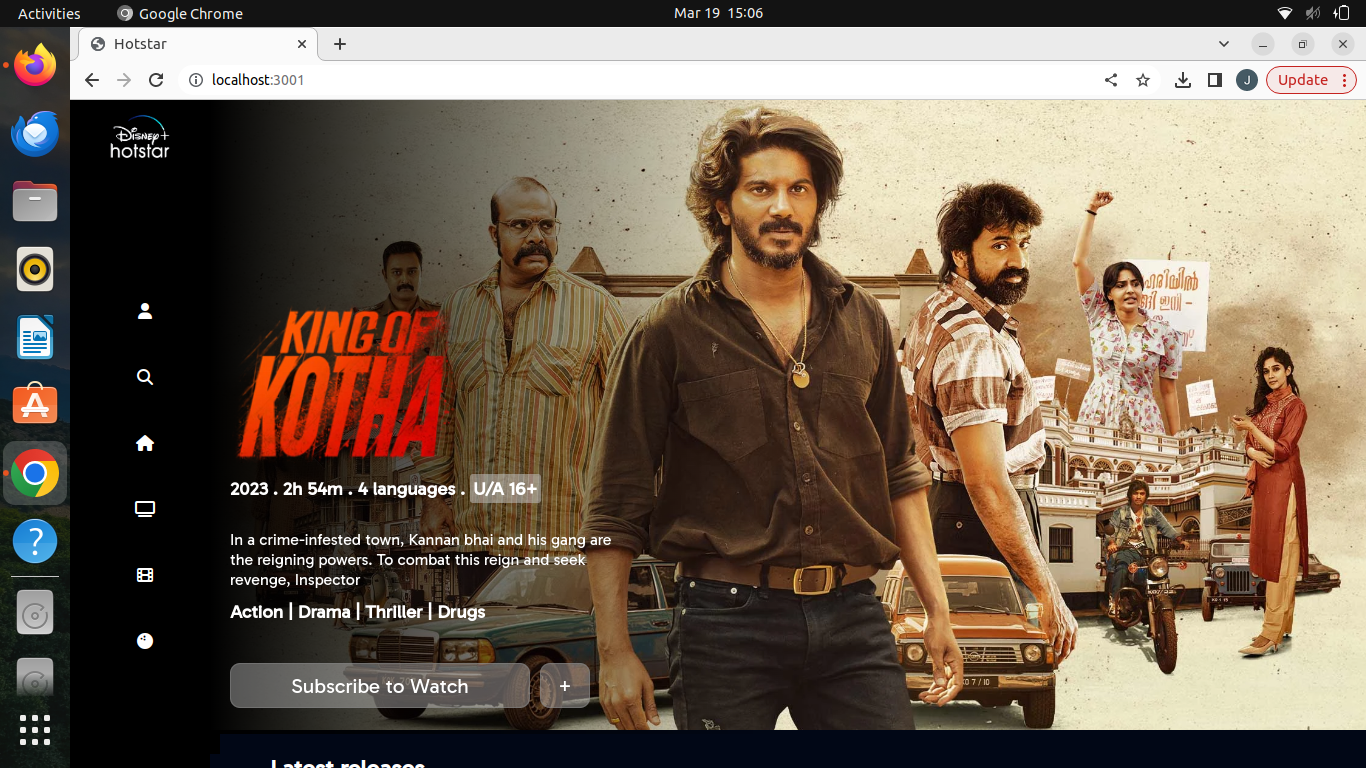 Activities
Google Chrome
Mar 19 15:06
Hotstar
localhost:3001
J
Update
Disney+
hotstar
KING OF
KOTHA
2023 . 2h 54m . 4 languages . U/A 16+
In a crime-infested town, Kannan bhai and his gang are
the reigning powers. To combat this reign and seek
revenge, Inspector
Action | Drama | Thriller | Drugs
Subscribe to Watch
+
Latest releases